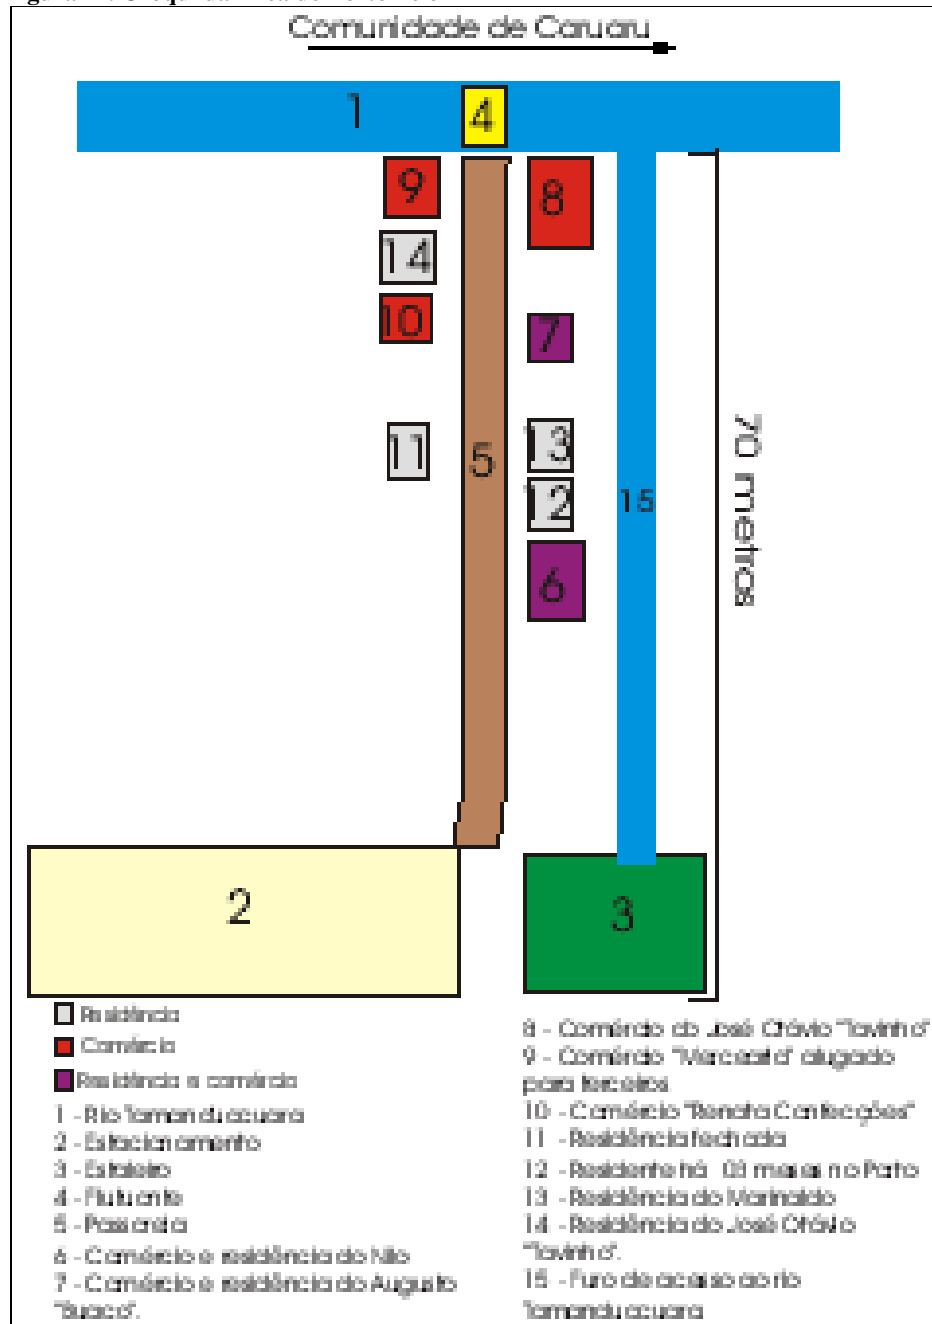 Comunidade de Caruaru
1
4
9
8
14
10
7
11
13
5
12
15
6
70 metros
2
3
Residência
Comércio
Residência e comércio
1 - Rio Tamanduacuara
2 - Estacionamento
3 - Estaleiro
4 - Flutuante
5 - Passarela
6 - Comércio e residência do Nilo
7 - Comércio e residência do Augusto
8 - Comércio do José Otávio "Tavinho"
9 - Comércio "Mercearia" alugado
para terceiros
10 - Comércio "Renata Confecções"
11 - Residência fechada
12 - Residente há 03 meses no Porto
13 - Residência do Marinaldo
14 - Residência do José Otávio
"Tavinho".
15 - Furo de acesso ao rio
Tamanduacuara